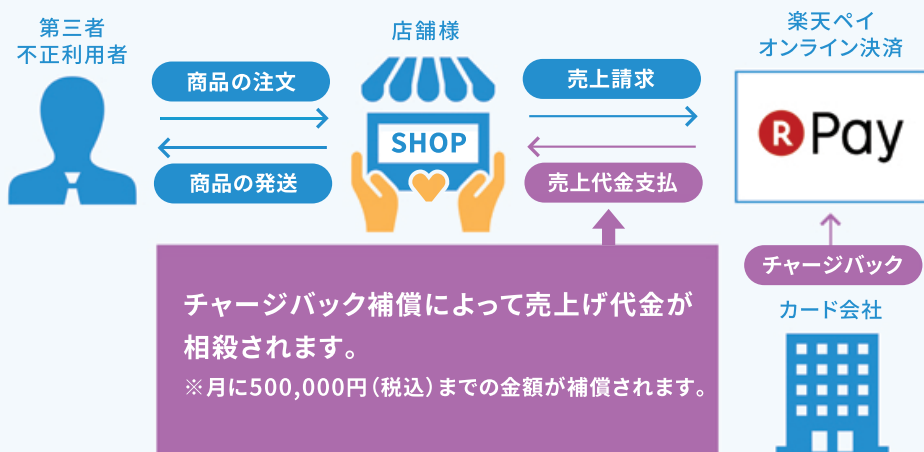 第三者
不正利用者
店舗様
楽天ペイ
オンライン決済
商品の注文
売上請求
SHOP
R Pay
商品の発送
売上代金支払
チャージバック
カード会社
チャージバック補償によって売上げ代金が
相殺されます。
※月に500,000円(税込)までの金額が補償されます。